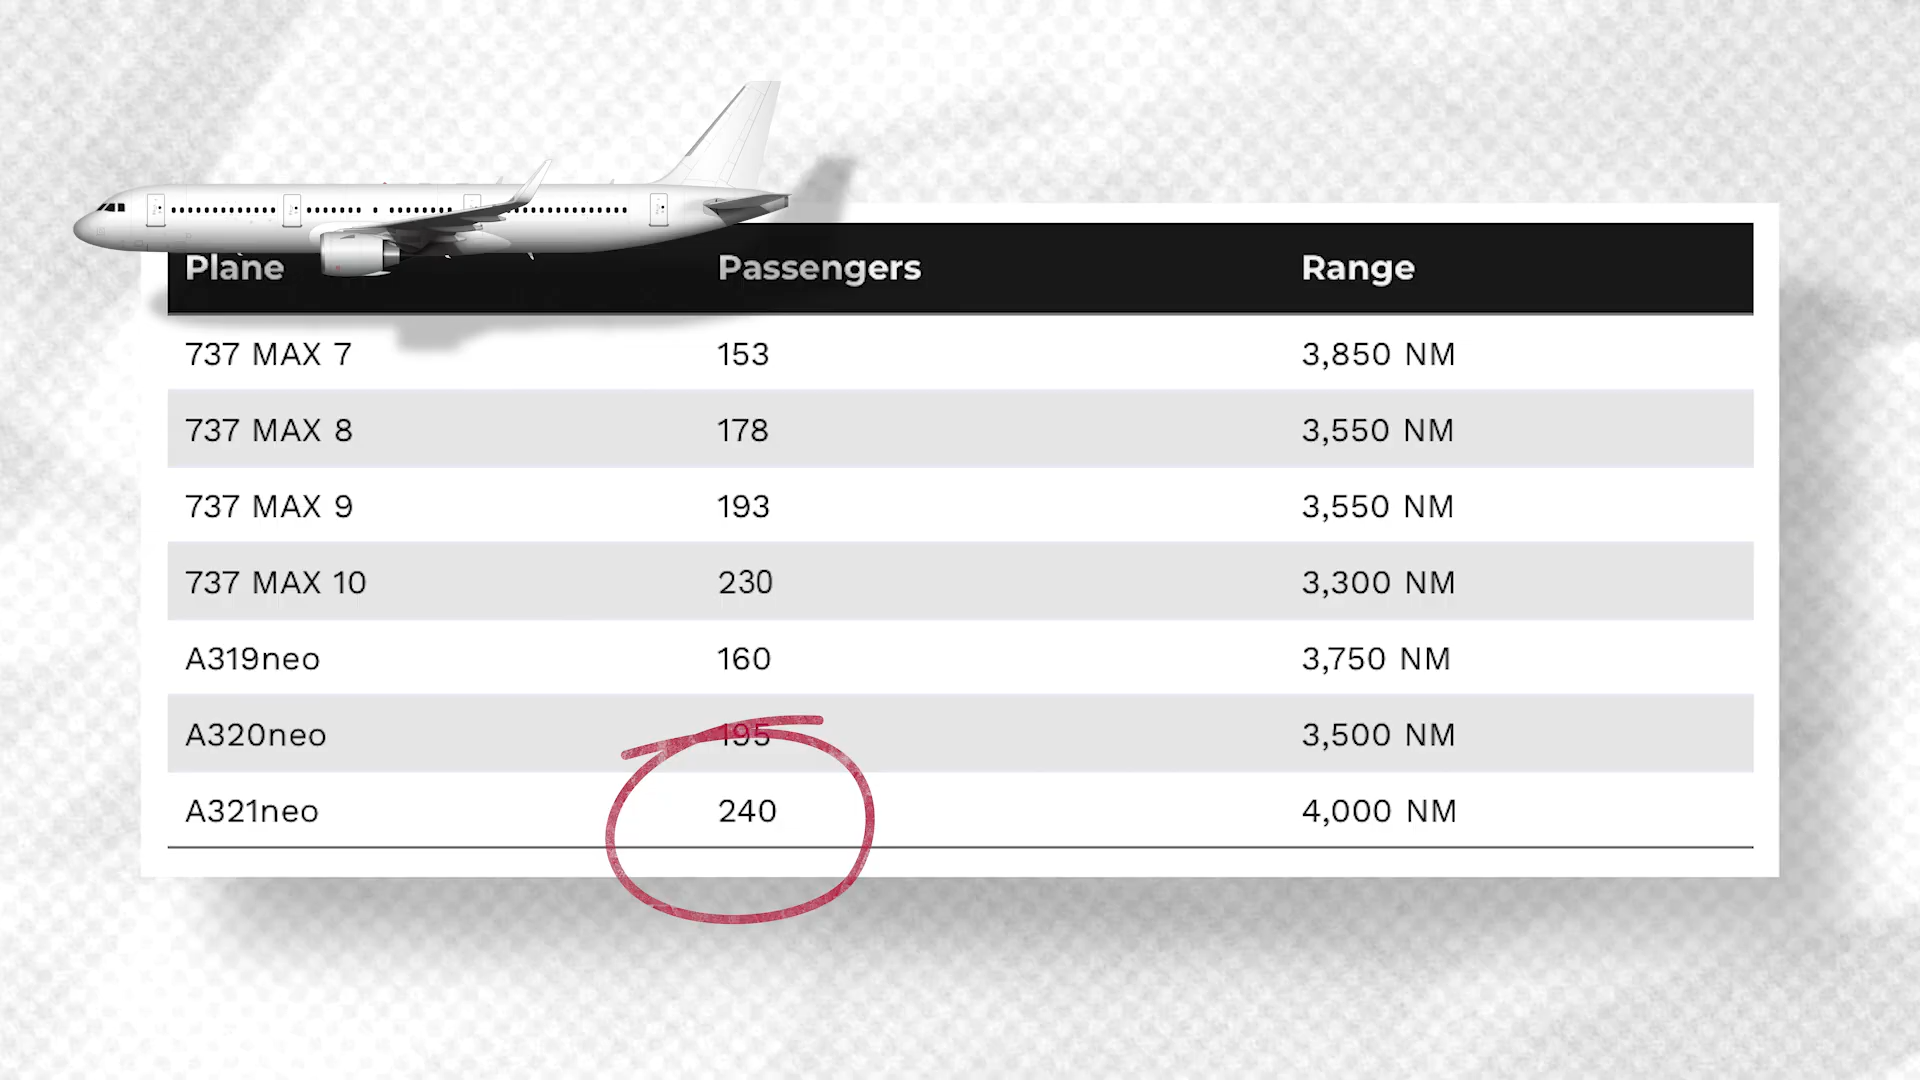 Plane Passengers Range
737 MAX 7 153 3,850 NM
737 MAX 8 178 3,550 NM
737 MAX 9 193 3,550 NM
737 MAX 10 230 3,300 NM
A319neo 160 3,750 NM
A320neo 195 3,500 NM
A321neo 240 4,000 NM